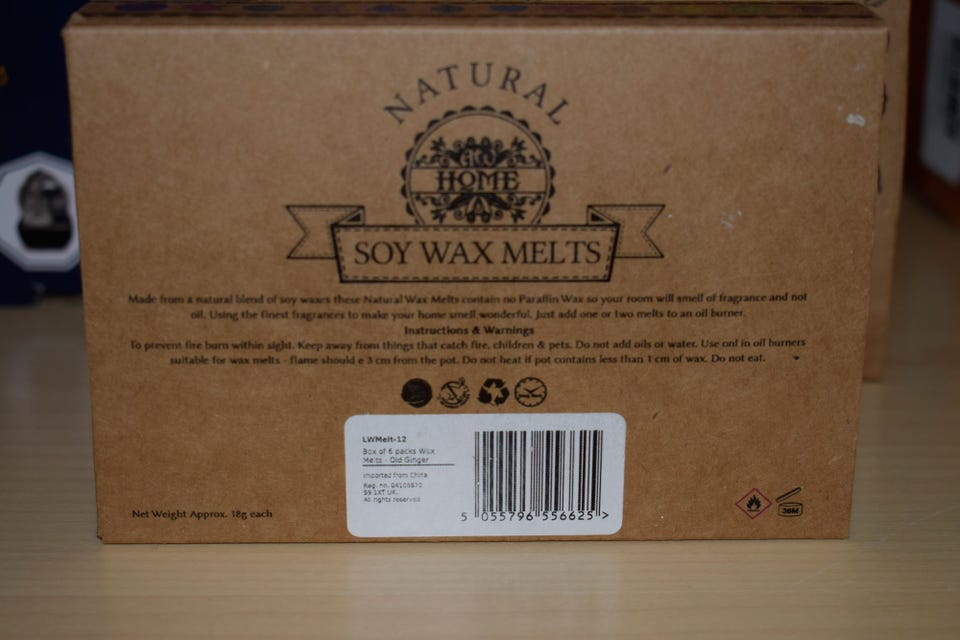 NATURAL
HOME
SOY WAX MELTS
Made from a natural blend of soy waxes these Natural Wax Melts contain no Paraffin Wax so your room will smell of fragrance and not
oil. Using the finest fragrances to make your home smell wonderful. Just add one or two melts to an oil burner.
Instructions & Warnings
To prevent fire burn within sight. Keep away from things that catch fire, children & pets. Do not add oils or water. Use onl in oil burners
suitable for wax melts - flame should e 3 cm from the pot. Do not heat if pot contains less than 1 cm of wax. Do not eat.
LWMelt-12
Box of 6 packs Wax
Melts - Old Ginger
Imported from China
Reg. nn. 04108870
S9 1XT UK.
All rights reserved
5 055796 556625 >
Net Weight Approx. 18g each
36M